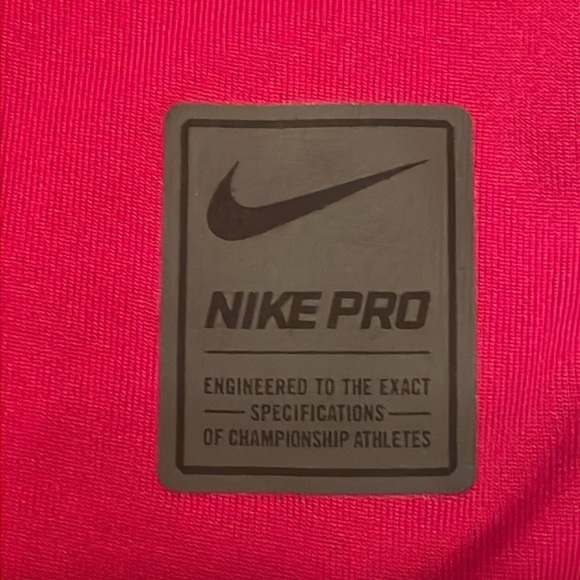 NIKE PRO
ENGINEERED TO THE EXACT
SPECIFICATIONS
OF CHAMPIONSHIP ATHLETES